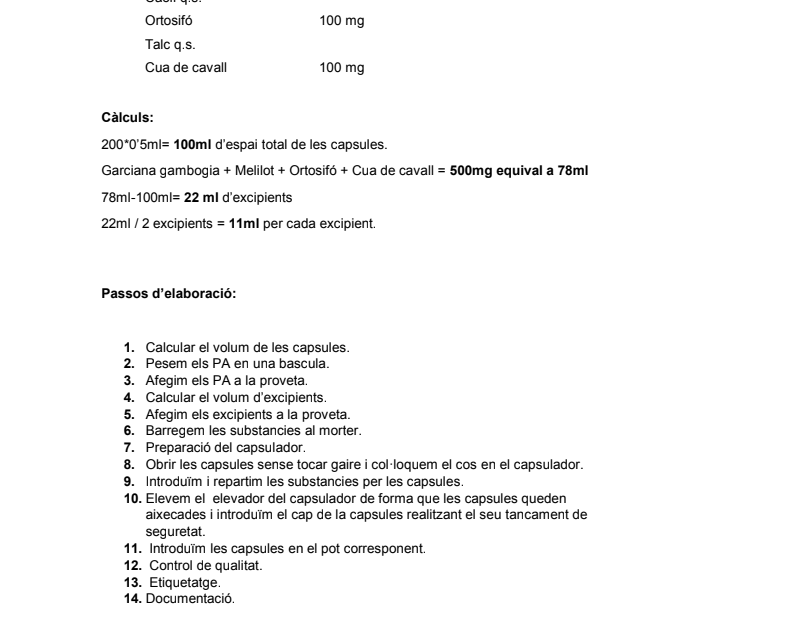 Caolí q.s.
Ortosifó 100 mg
Talc q.s.
Cua de cavall 100 mg
Càlculs:
200*0'5ml= 100ml d'espai total de les capsules.
Garciana gambogia + Melilot + Ortosifó + Cua de cavall = 500mg equival a 78ml
78ml-100ml= 22 ml d'excipients
22ml / 2 excipients = 11ml per cada excipient.
Passos d'elaboració:
1. Calcular el volum de les capsules.
2. Pesem els PA en una bascula.
3. Afegim els PA a la proveta.
4. Calcular el volum d'excipients.
5. Afegim els excipients a la proveta.
6. Barregem les substancies al morter.
7. Preparació del capsulador.
8. Obrir les capsules sense tocar gaire i col·loquem el cos en el capsulador.
9. Introduïm i repartim les substancies per les capsules.
10. Elevem el  elevador del capsulador de forma que les capsules queden
aixecades i introduïm el cap de la capsules realitzant el seu tancament de
seguretat.
11. Introduïm les capsules en el pot corresponent.
12. Control de qualitat.
13. Etiquetatge.
14. Documentació.